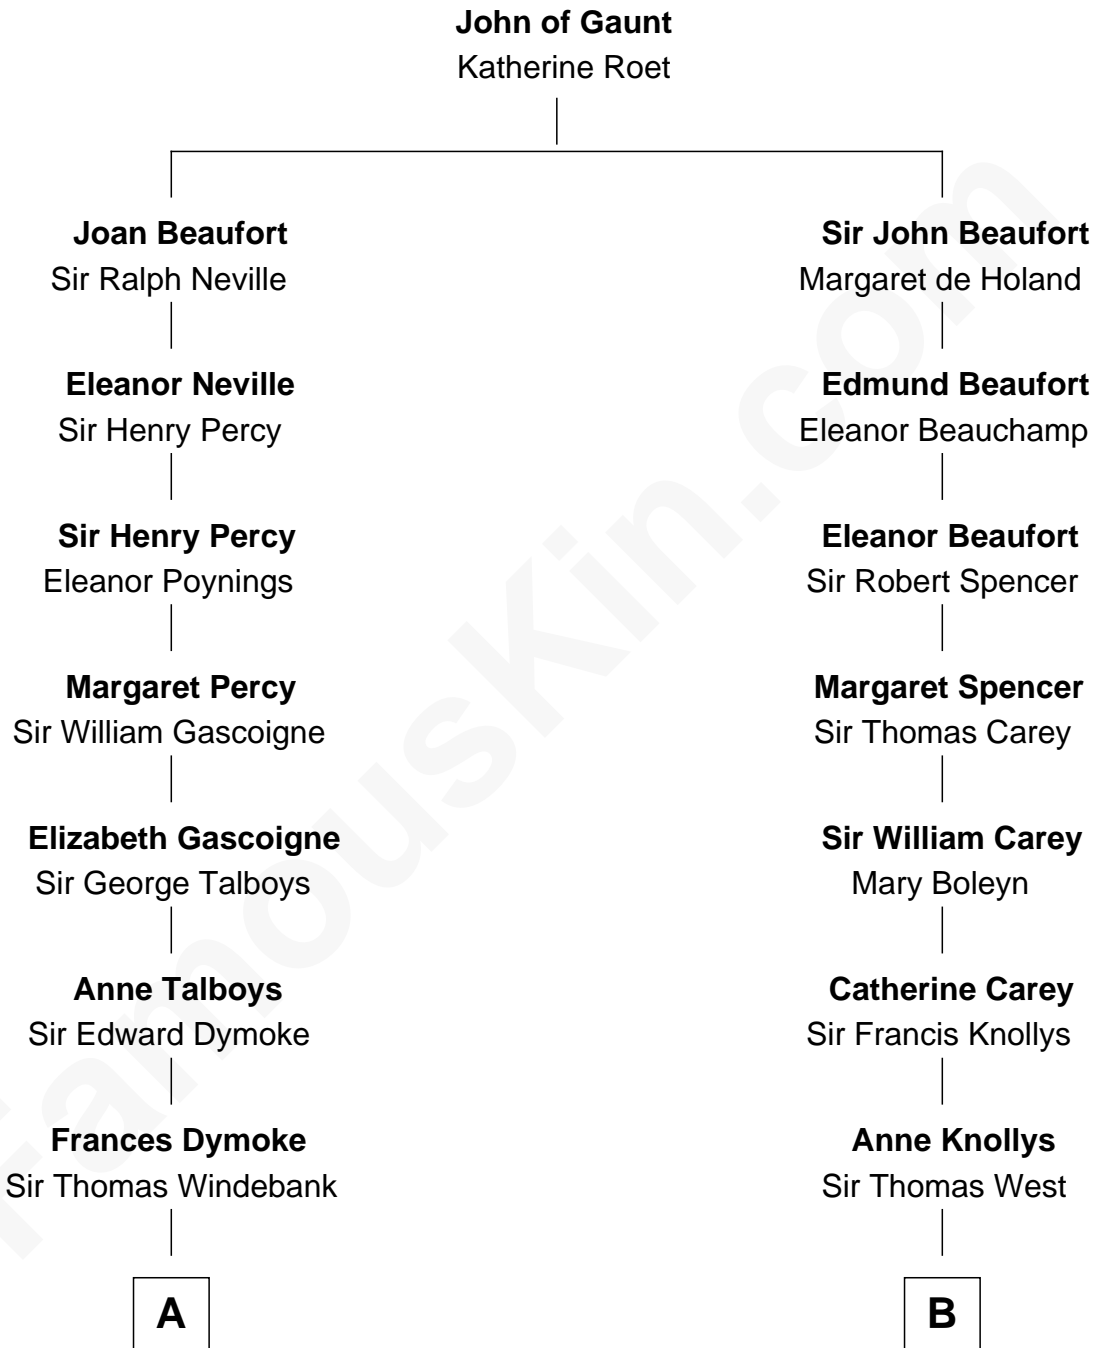 John of Gaunt
Katherine Roet
Joan Beaufort
Sir Ralph Neville
Sir John Beaufort
Margaret de Holand
Eleanor Neville
Sir Henry Percy
Edmund Beaufort
Eleanor Beauchamp
Sir Henry Percy
Eleanor Poynings
Eleanor Beaufort
Sir Robert Spencer
Margaret Percy
Sir William Gascoigne
Margaret Spencer
Sir Thomas Carey
Elizabeth Gascoigne
Sir George Talboys
Sir William Carey
Mary Boleyn
Anne Talboys
Sir Edward Dymoke
Catherine Carey
Sir Francis Knollys
Frances Dymoke
Sir Thomas Windebank
Anne Knollys
Sir Thomas West
A
B
FamousKin.com